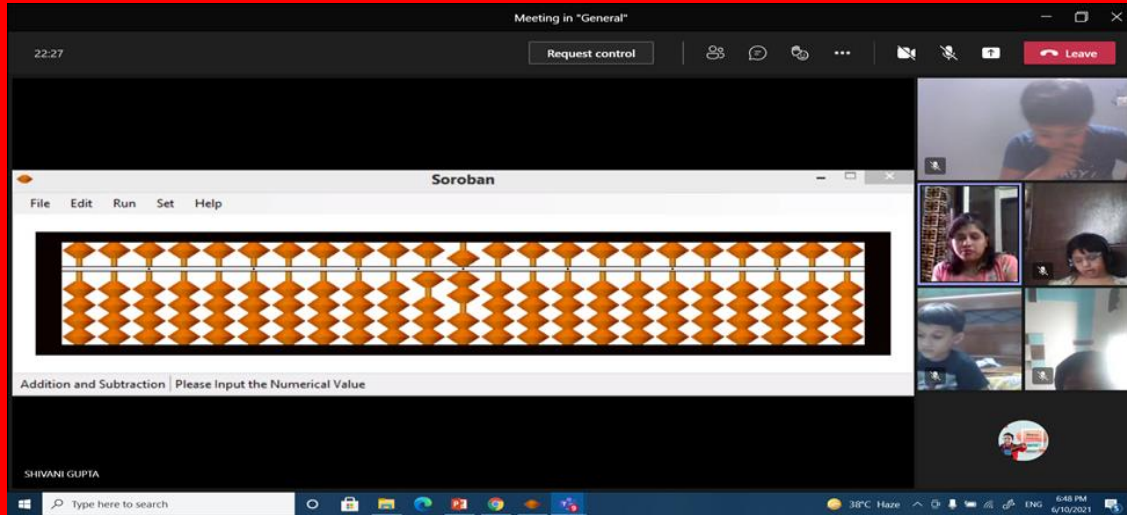 Meeting in "General"
22:27
Request control
Leave
Soroban
File Edit Run Set Help
Addition and Subtraction Please Input the Numerical Value
SHIVANI GUPTA
Type here to search
38°C Haze
ENG
6:48 PM
6/10/2021